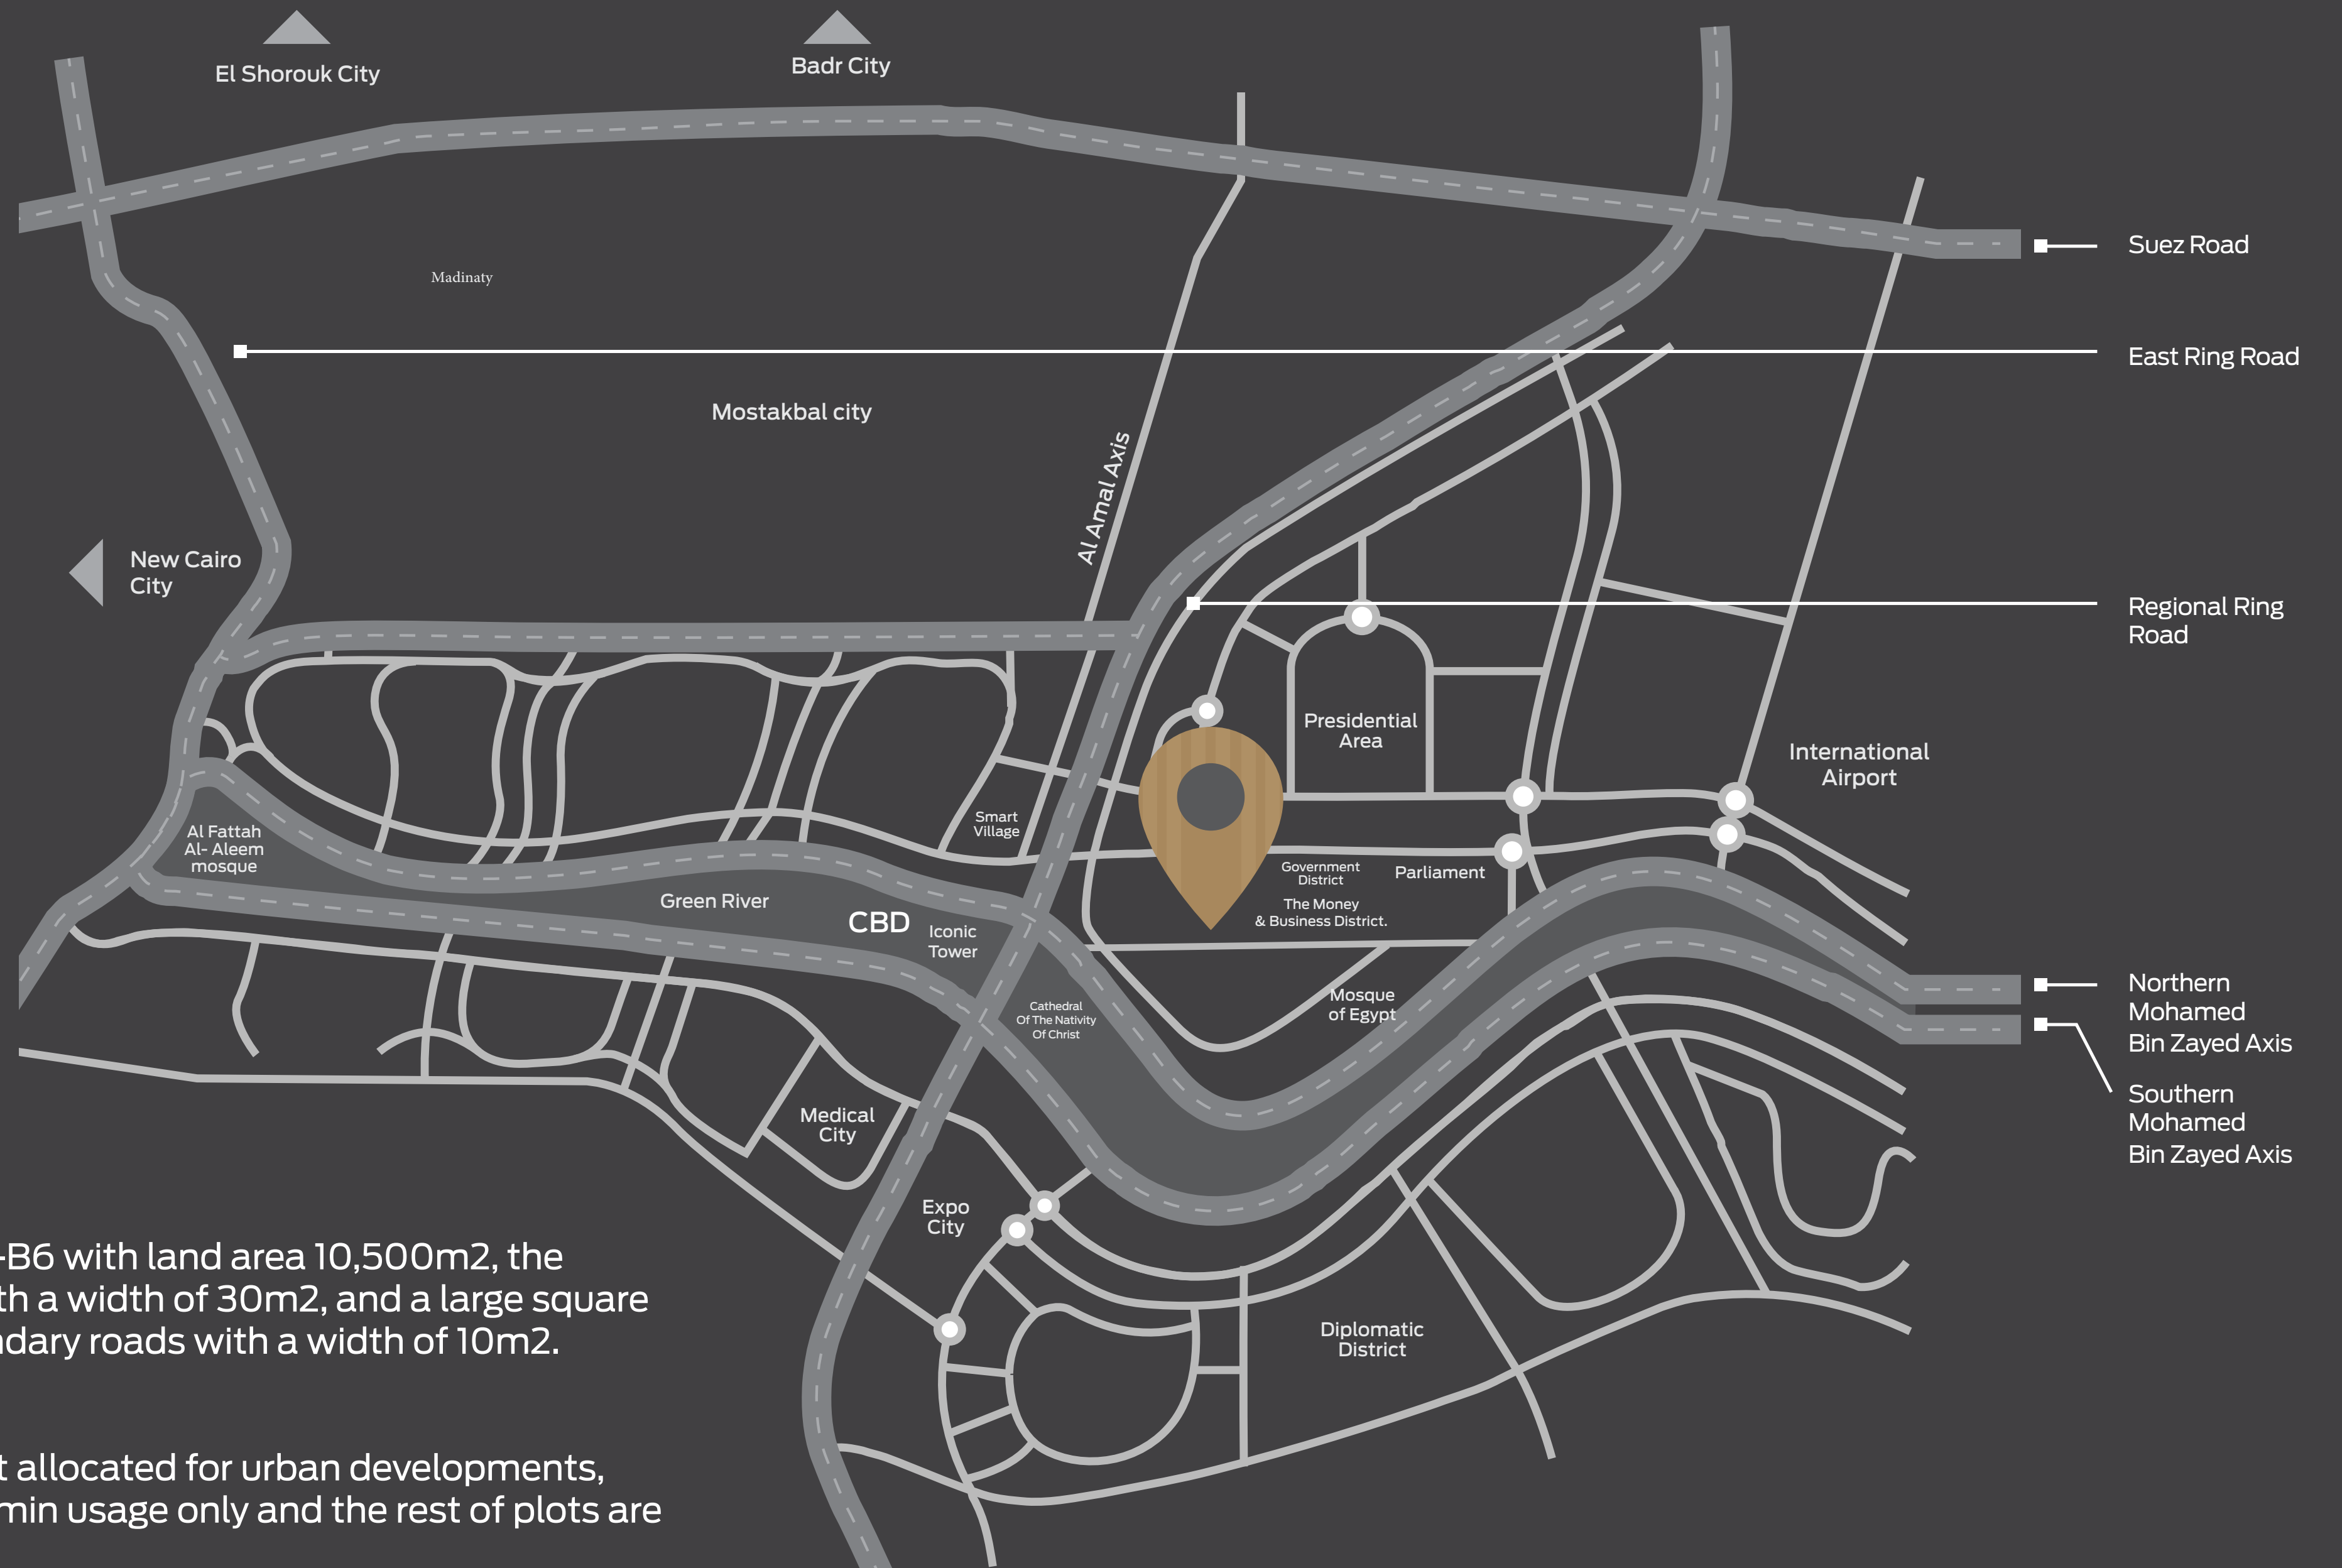 El Shorouk City
Badr City
Suez Road
Madinaty
East Ring Road
Mostakbal city
Al Amal Axis
New Cairo
City
Regional Ring
Road
Presidential
Area
International
Airport
Smart
Village
Al Fattah
Al- Aleem
mosque
Government
District
Parliament
Green River
The Money
& Business District.
CBD
Iconic
Tower
Cathedral
Of The Nativity
Of Christ
Mosque
of Egypt
Northern
Mohamed
Bin Zayed Axis
Southern
Mohamed
Bin Zayed Axis
Medical
City
Expo
City
Diplomatic
District
-B6 with land area 10,500m2, the
th a width of 30m2, and a large square
ndary roads with a width of 10m2.
t allocated for urban developments,
min usage only and the rest of plots are